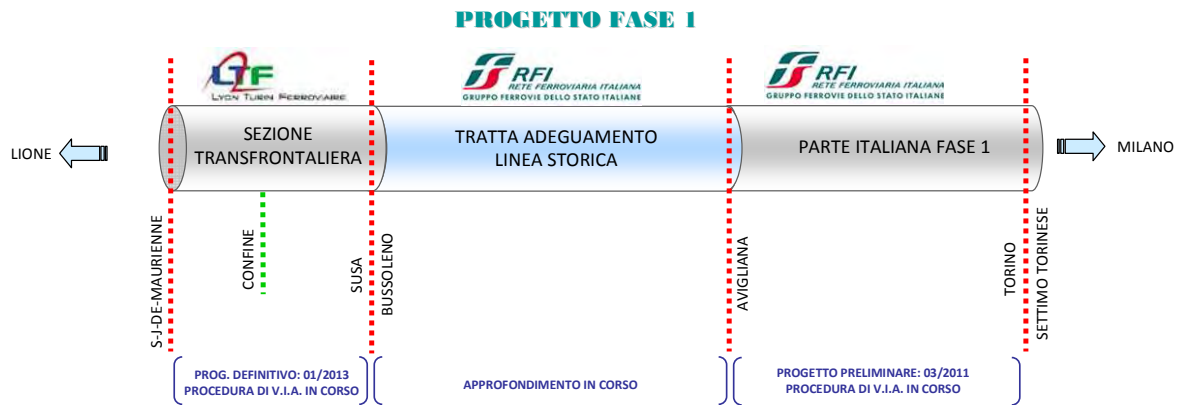 PROGETTO FASE 1
LTF
LYON TURIN FERROVIAIRE
RFI
RETE FERROVIARIA ITALIANA
GRUPPO FERROVIE DELLO STATO ITALIANE
RFI
RETE FERROVIARIA ITALIANA
GRUPPO FERROVIE DELLO STATO ITALIANE
LIONE
SEZIONE
TRANSFRONTALIERA
TRATTA ADEGUAMENTO
LINEA STORICA
PARTE ITALIANA FASE 1
MILANO
S-J-DE-MAURIENNE
CONFINE
SUSA
BUSSOLENO
AVIGLIANA
TORINO
SETTIMO TORINESE
PROG. DEFINITIVO: 01/2013
PROCEDURA DI V.I.A. IN CORSO
APPROFONDIMENTO IN CORSO
PROGETTO PRELIMINARE: 03/2011
PROCEDURA DI V.I.A. IN CORSO